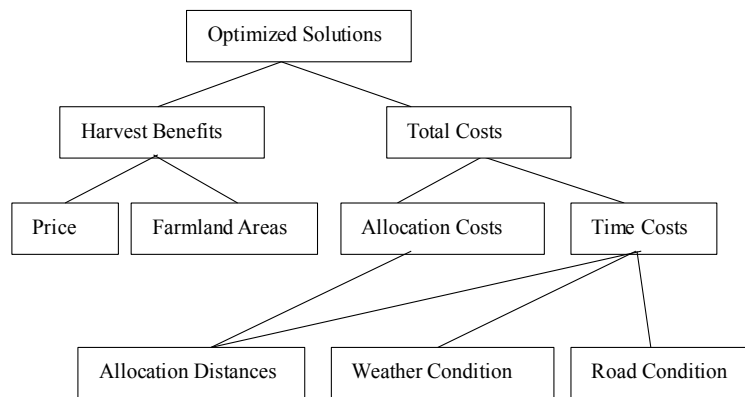 Optimized Solutions
Harvest Benefits
Total Costs
Price
Farmland Areas
Allocation Costs
Time Costs
Allocation Distances
Weather Condition
Road Condition